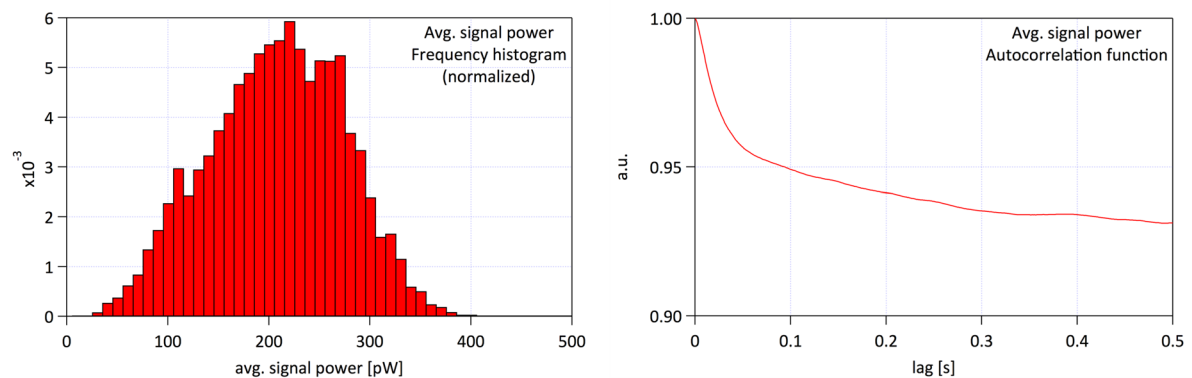 6
5
4
3
2
1
0
x10⁻³
Avg. signal power
Frequency histogram
(normalized)
0
100
200
300
400
500
avg. signal power [pW]
1.00
0.95
0.90
a.u.
Avg. signal power
Autocorrelation function
0
0.1
0.2
0.3
0.4
0.5
lag [s]